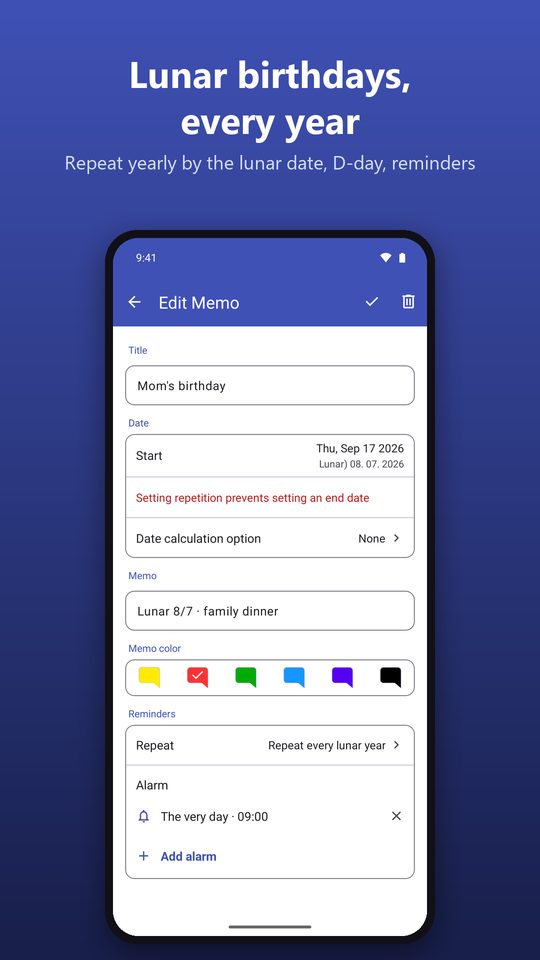 Lunar birthdays,
every year
Repeat yearly by the lunar date, D-day, reminders
9:41
Edit Memo
Title
Mom's birthday
Date
Start
Thu, Sep 17 2026
Lunar) 08. 07. 2026
Setting repetition prevents setting an end date
Date calculation option
None
Memo
Lunar 8/7 · family dinner
Memo color
Reminders
Repeat
Repeat every lunar year
Alarm
The very day · 09:00
Add alarm